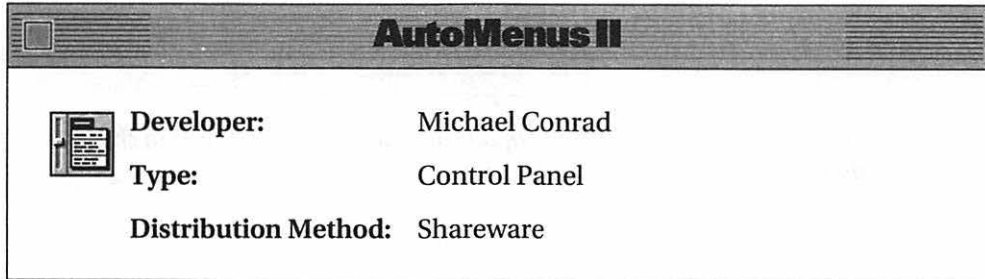 AutoMenus II
Developer: Michael Conrad
Type: Control Panel
Distribution Method: Shareware